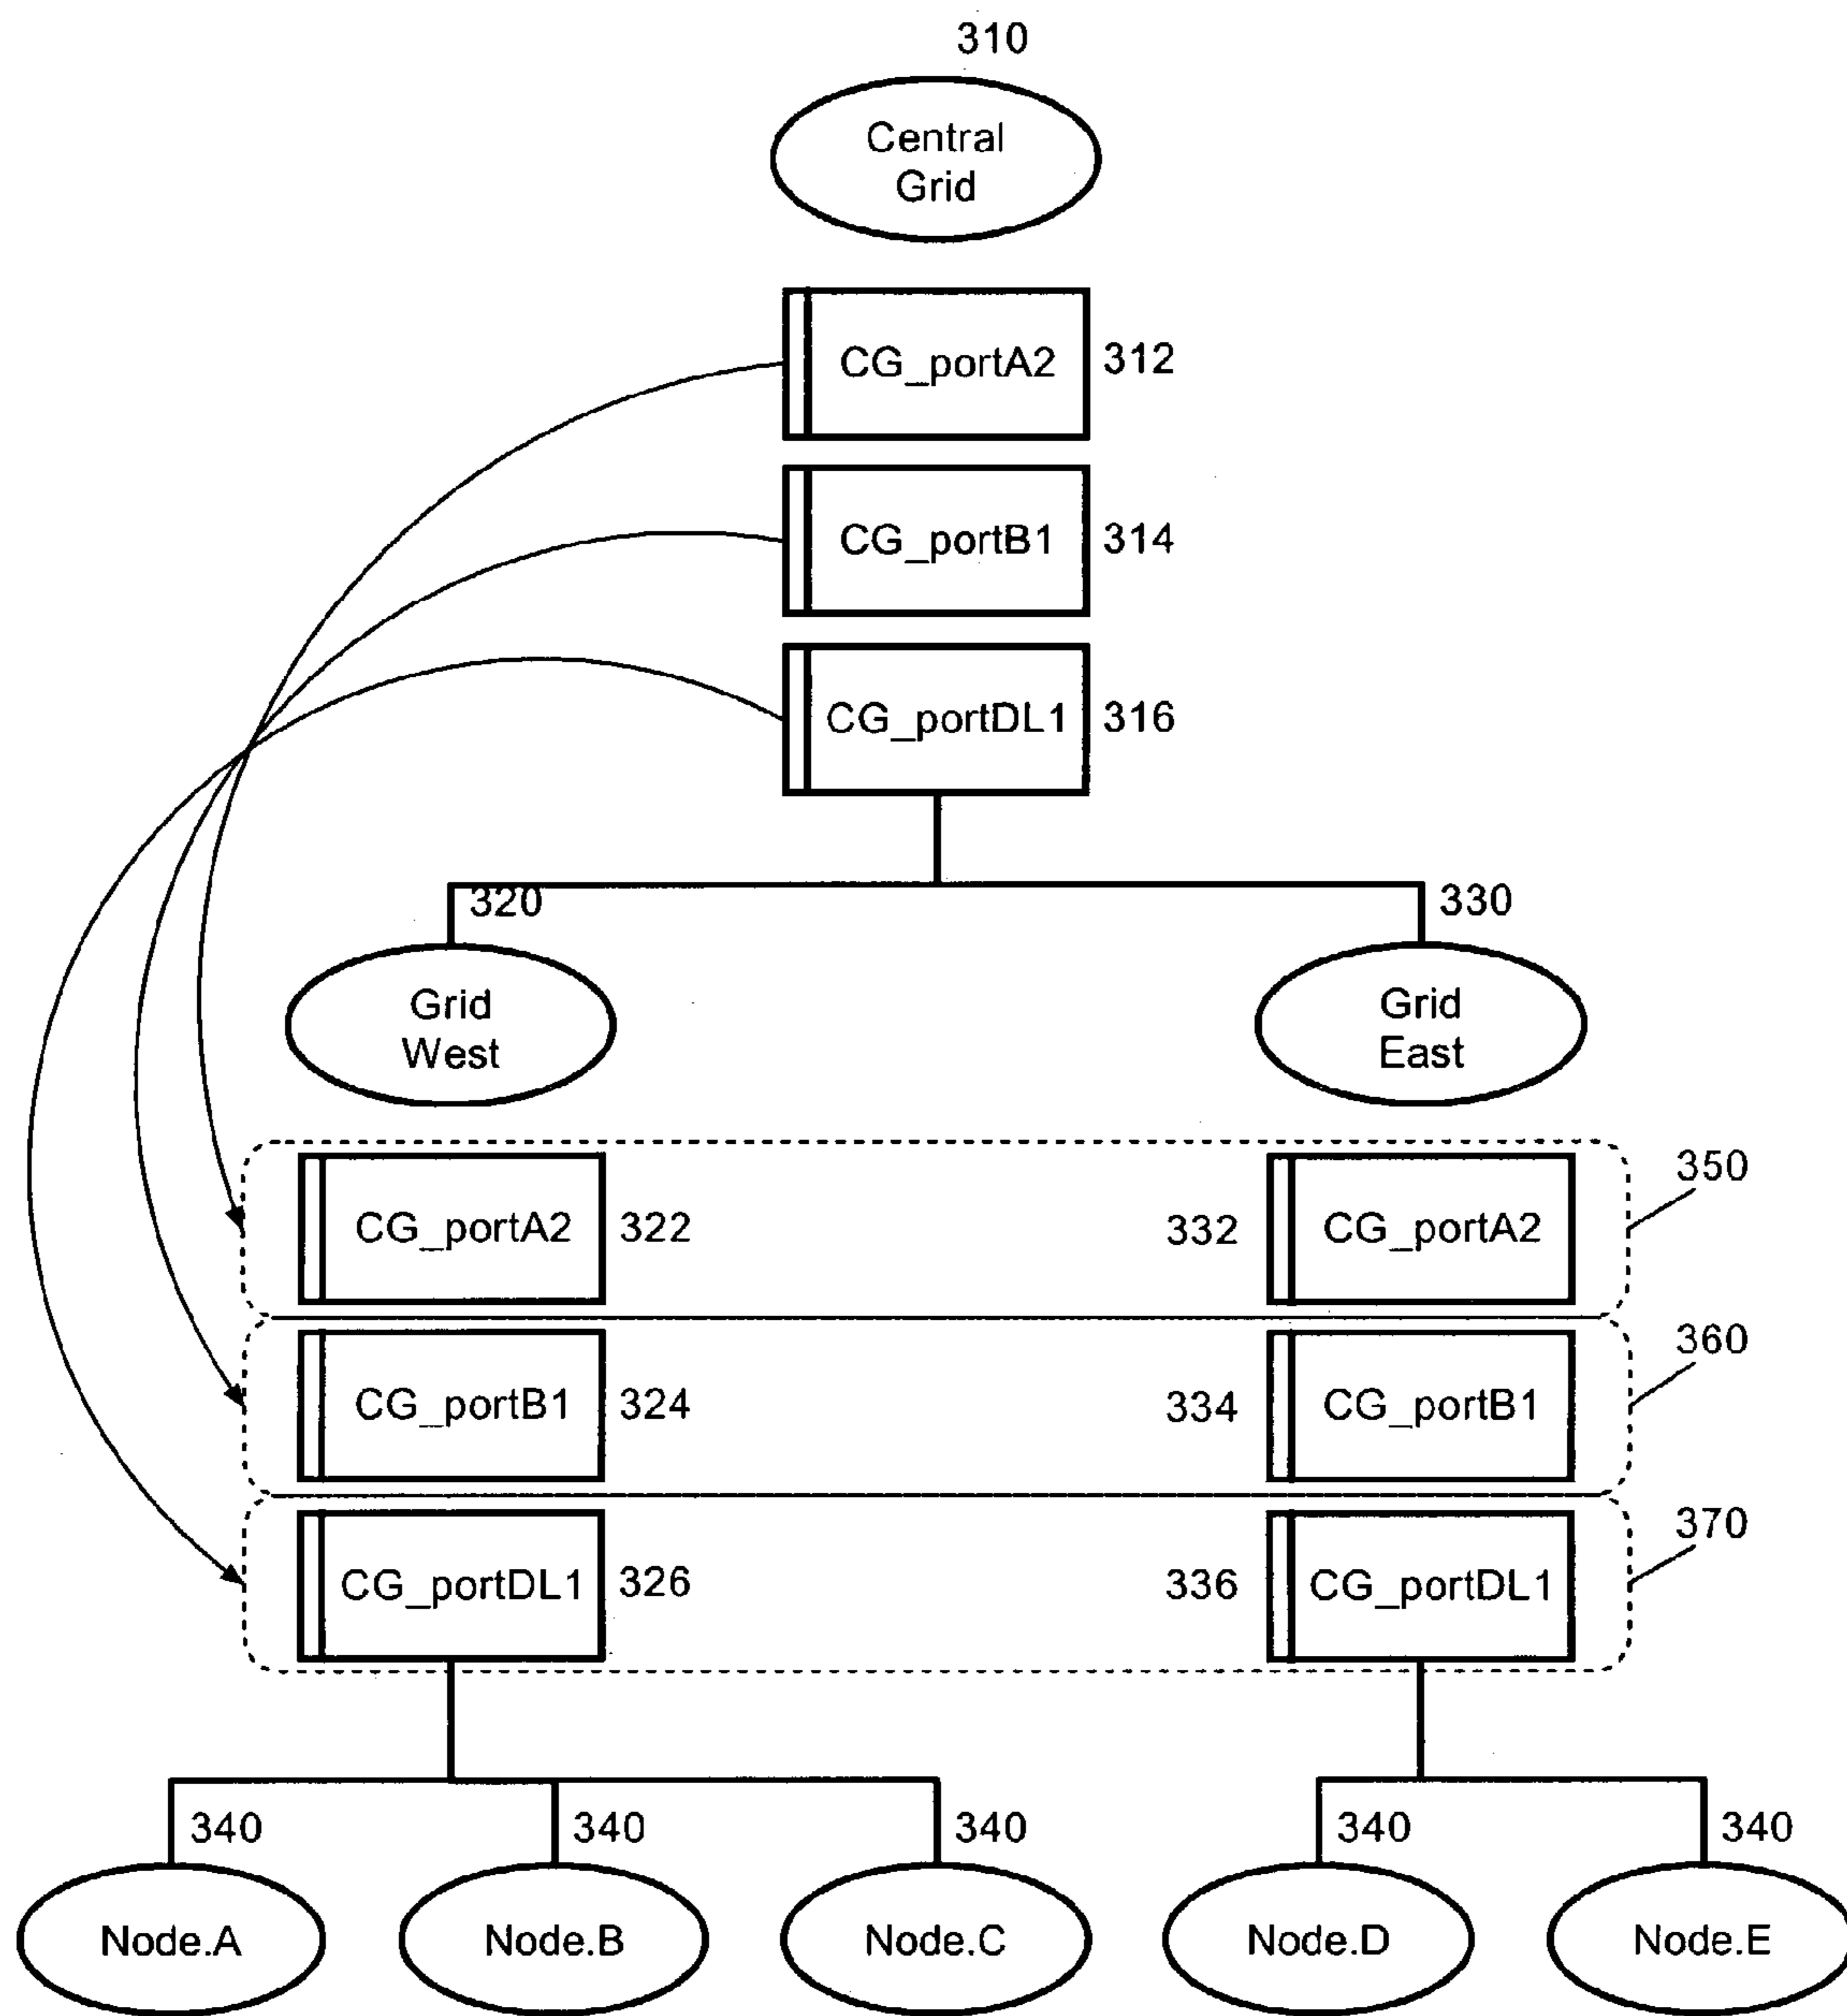 310
Central
Grid
CG_portA2
312
CG_portB1
314
CG_portDL1
316
320
330
Grid
West
Grid
East
350
CG_portA2
322
332
CG_portA2
360
CG_portB1
324
334
CG_portB1
370
CG_portDL1
326
336
CG_portDL1
340
340
340
340
340
Node.A
Node.B
Node.C
Node.D
Node.E